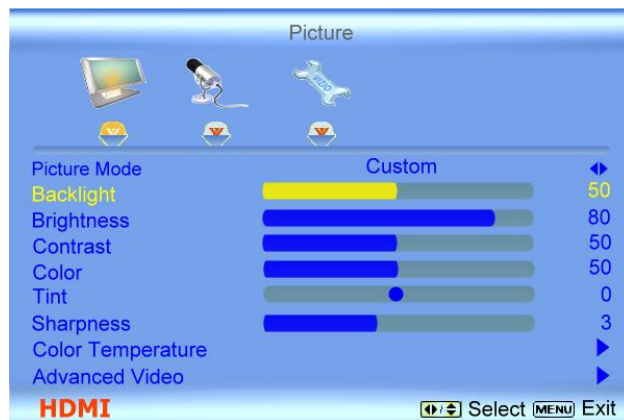 Picture
VIZIO
Picture Mode Custom
Backlight 50
Brightness 80
Contrast 50
Color 50
Tint 0
Sharpness 3
Color Temperature
Advanced Video
HDMI Select MENU Exit